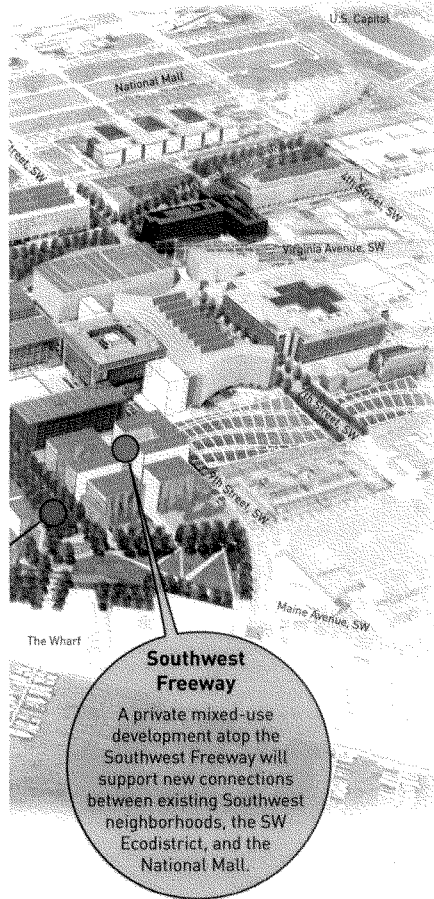 U.S. Capitol
National Mall
Street, SW
4th Street, SW
Virginia Avenue, SW
7th Street, SW
9th Street, SW
Maine Avenue, SW
The Wharf
Southwest
Freeway
A private mixed-use
development atop the
Southwest Freeway will
support new connections
between existing Southwest
neighborhoods, the SW
Ecodistrict, and the
National Mall.